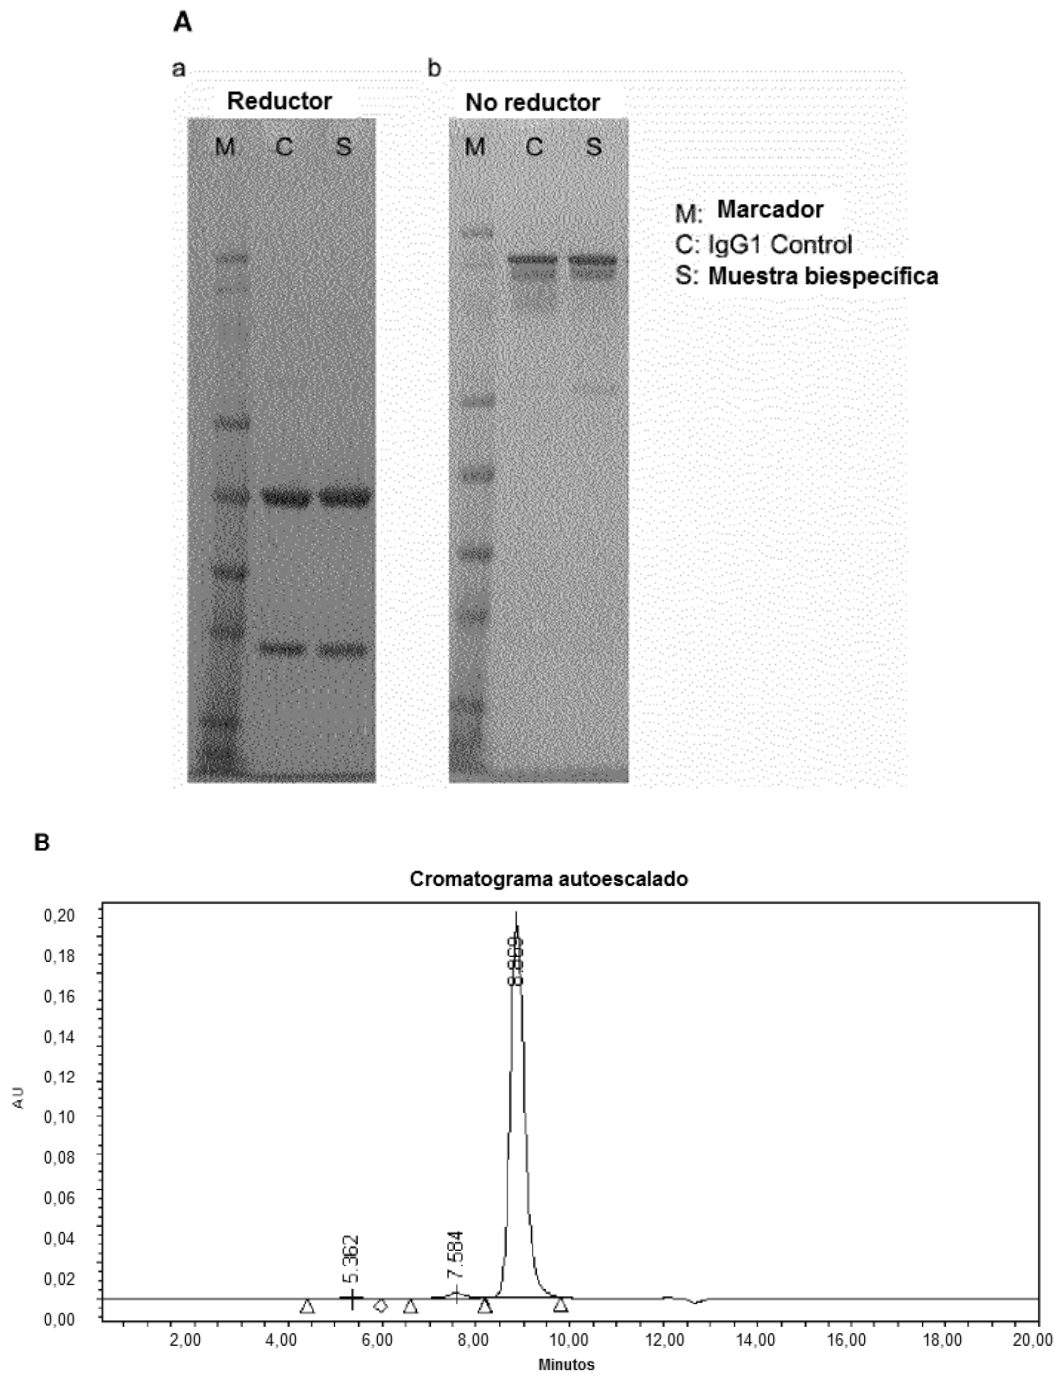 A
a
b
Reductor
No reductor
M C S
M C S
M: Marcador
C: IgG1 Control
S: Muestra biespecífica
B
Cromatograma autoescalado
0,20
0,18
0,16
0,14
0,12
0,10
0,08
0,06
0,04
0,02
0,00
AU
5.362
7.584
8.869
2,00 4,00 6,00 8,00 10,00 12,00 14,00 16,00 18,00 20,00
Minutos